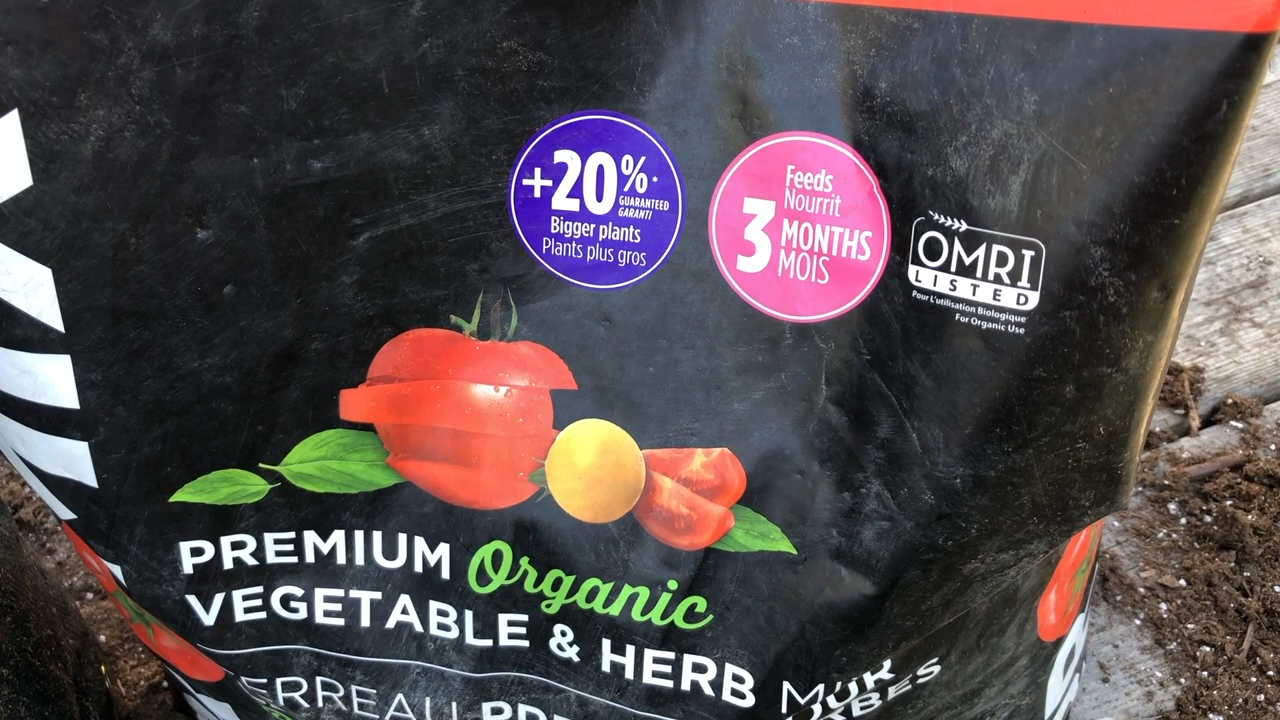 +20%*
GUARANTEED
GARANTI
Bigger plants
Plants plus gros
Feeds
Nourrit
3 MONTHS
MOIS
OMRI
LISTED
Pour L'utilisation Biologique
For Organic Use
PREMIUM Organic
VEGETABLE & HERB